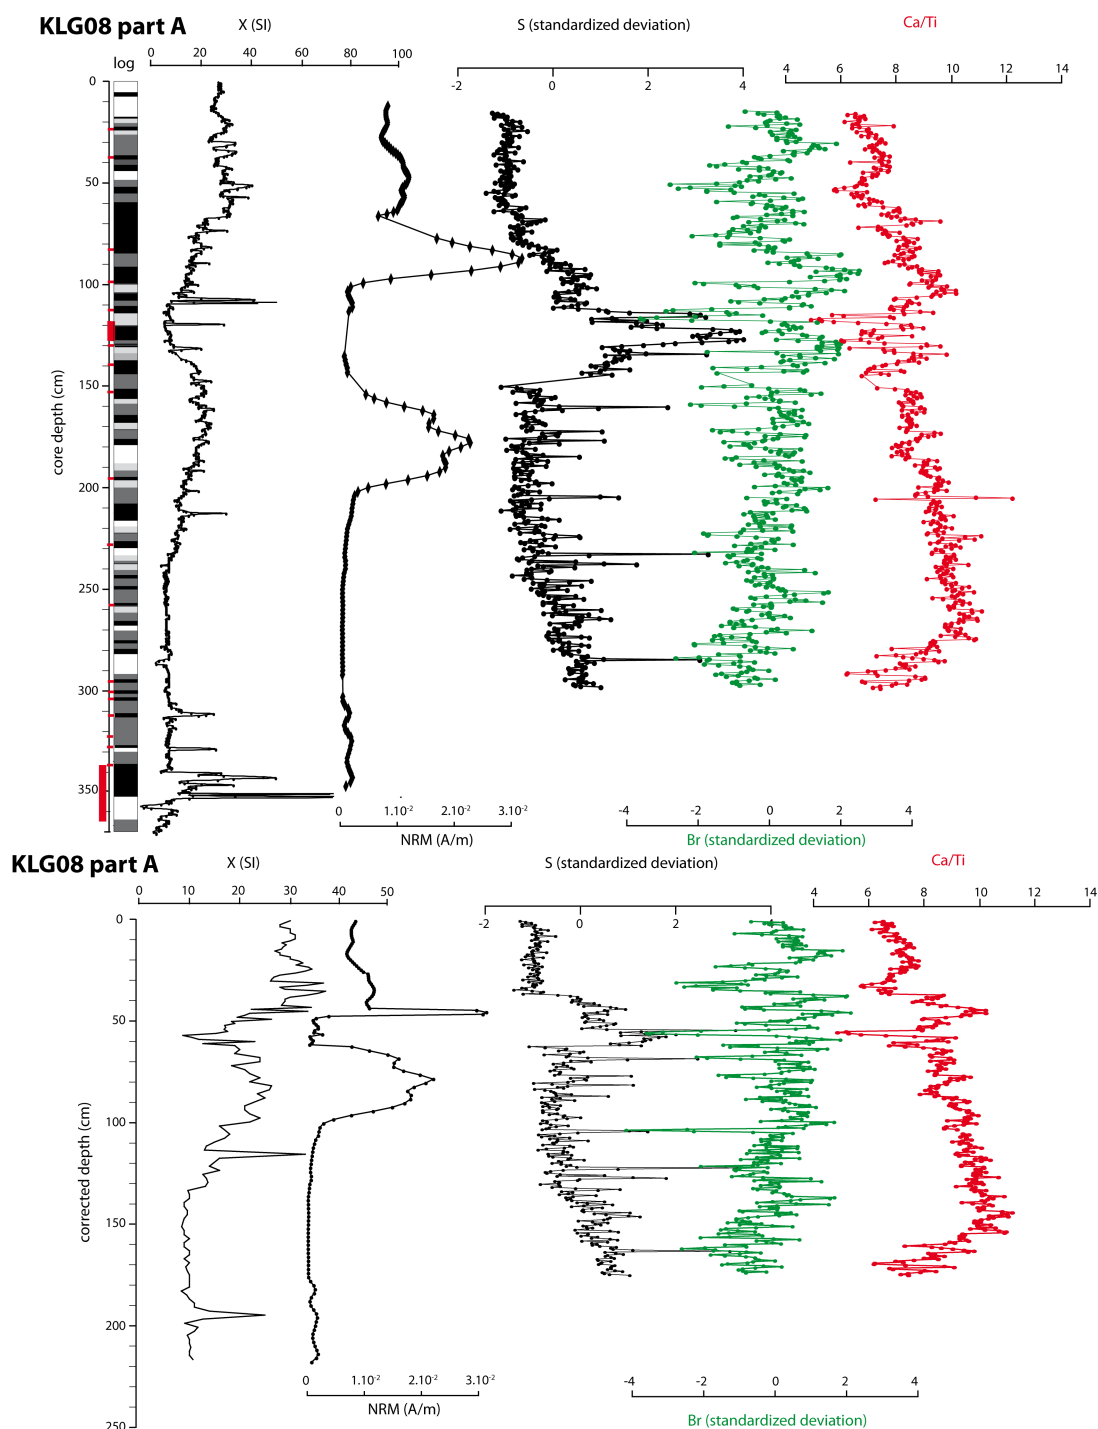 KLG08 part A
X (SI)
S (standardized deviation)
Ca/Ti
log
0 20 40 60 80 100
-2 0 2 4
4 6 8 10 12 14
0
50
100
150
200
250
300
350
core depth (cm)
0 1.10-2 2.10-2 3.10-2
NRM (A/m)
-4 -2 0 2 4
Br (standardized deviation)
KLG08 part A
X (SI)
S (standardized deviation)
Ca/Ti
0 10 20 30 40 50
-2 0 2 4
4 6 8 10 12 14
0
50
100
150
200
250
corrected depth (cm)
0 1.10-2 2.10-2 3.10-2
NRM (A/m)
-4 -2 0 2 4
Br (standardized deviation)